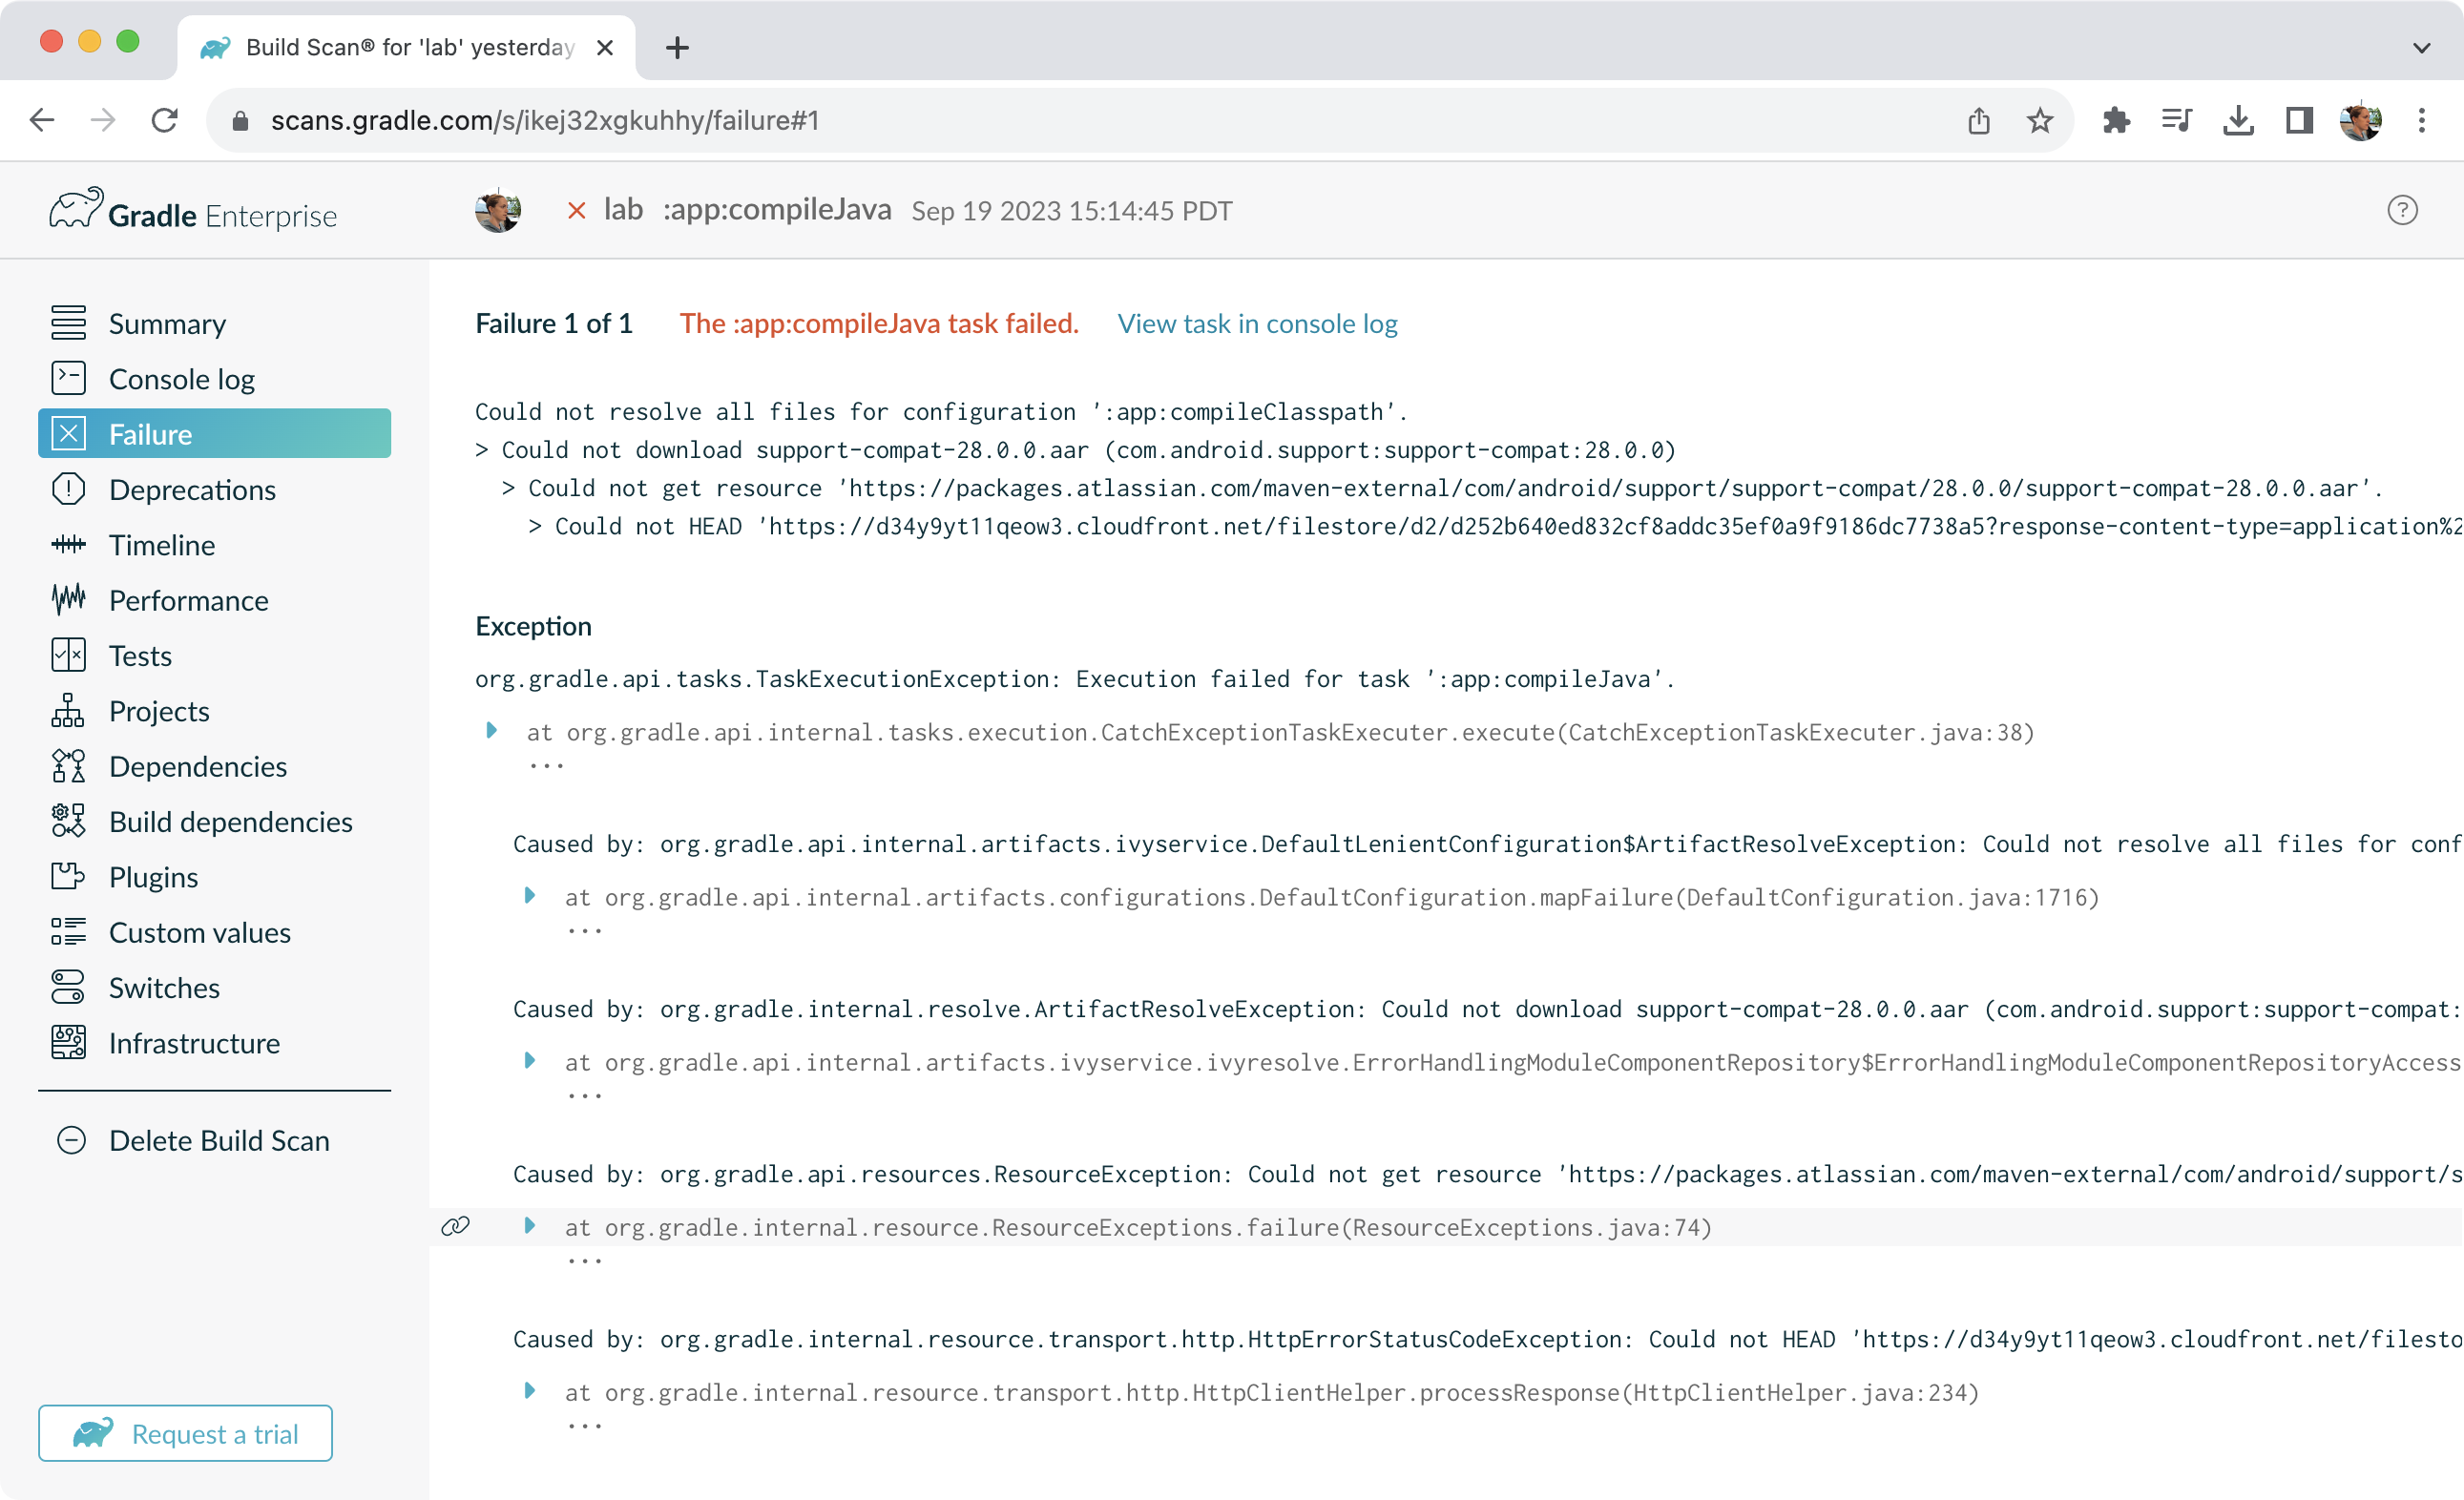 Build Scan® for 'lab' yesterday
scans.gradle.com/s/ikej32xgkuhhy/failure#1
Gradle Enterprise
lab :app:compileJava Sep 19 2023 15:14:45 PDT
?
Summary
Console log
Failure
Deprecations
Timeline
Performance
Tests
Projects
Dependencies
Build dependencies
Plugins
Custom values
Switches
Infrastructure
Delete Build Scan
Request a trial
Failure 1 of 1 The :app:compileJava task failed. View task in console log
Could not resolve all files for configuration ':app:compileClasspath'.
> Could not download support-compat-28.0.0.aar (com.android.support:support-compat:28.0.0)
> Could not get resource 'https://packages.atlassian.com/maven-external/com/android/support/support-compat/28.0.0/support-compat-28.0.0.aar'.
> Could not HEAD 'https://d34y9yt11qeow3.cloudfront.net/filestore/d2/d252b640ed832cf8addc35ef0a9f9186dc7738a5?response-content-type=application%2
Exception
org.gradle.api.tasks.TaskExecutionException: Execution failed for task ':app:compileJava'.
at org.gradle.api.internal.tasks.execution.CatchExceptionTaskExecuter.execute(CatchExceptionTaskExecuter.java:38)
...
Caused by: org.gradle.api.internal.artifacts.ivyservice.DefaultLenientConfiguration$ArtifactResolveException: Could not resolve all files for conf
at org.gradle.api.internal.artifacts.configurations.DefaultConfiguration.mapFailure(DefaultConfiguration.java:1716)
...
Caused by: org.gradle.internal.resolve.ArtifactResolveException: Could not download support-compat-28.0.0.aar (com.android.support:support-compat:
at org.gradle.api.internal.artifacts.ivyservice.ivyresolve.ErrorHandlingModuleComponentRepository$ErrorHandlingModuleComponentRepositoryAccess
...
Caused by: org.gradle.api.resources.ResourceException: Could not get resource 'https://packages.atlassian.com/maven-external/com/android/support/s
at org.gradle.internal.resource.ResourceExceptions.failure(ResourceExceptions.java:74)
...
Caused by: org.gradle.internal.resource.transport.http.HttpErrorStatusCodeException: Could not HEAD 'https://d34y9yt11qeow3.cloudfront.net/filesto
at org.gradle.internal.resource.transport.http.HttpClientHelper.processResponse(HttpClientHelper.java:234)
...